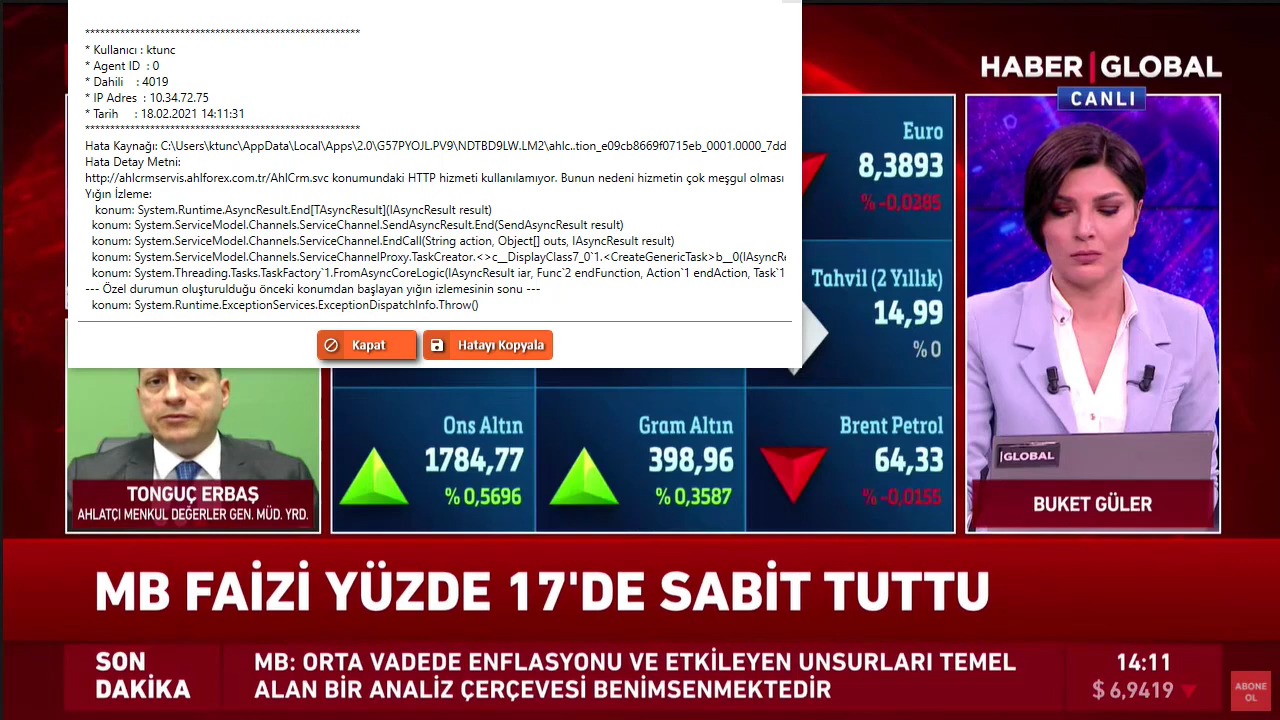 *******************************************************
* Kullanıcı : ktunc
* Agent ID : 0
* Dahili : 4019
* IP Adres : 10.34.72.75
* Tarih : 18.02.2021 14:11:31
*******************************************************
Hata Kaynağı: C:\Users\ktunc\AppData\Local\Apps\2.0\G57PYOJL.PV9\NDTBD9LW.LM2\ahlc..tion_e09cb8669f0715eb_0001.0000_7dd
Hata Detay Metni:
http://ahlcrmservis.ahlforex.com.tr/AhlCrm.svc konumundaki HTTP hizmeti kullanılamıyor. Bunun nedeni hizmetin çok meşgul olması
Yığın İzleme:
konum: System.Runtime.AsyncResult.End[TAsyncResult](IAsyncResult result)
konum: System.ServiceModel.Channels.ServiceChannel.SendAsyncResult.End(SendAsyncResult result)
konum: System.ServiceModel.Channels.ServiceChannel.EndCall(String action, Object[] outs, IAsyncResult result)
konum: System.ServiceModel.Channels.ServiceChannelProxy.TaskCreator.<>c__DisplayClass7_0`1.<CreateGenericTask>b__0(IAsyncRe
konum: System.Threading.Tasks.TaskFactory`1.FromAsyncCoreLogic(IAsyncResult iar, Func`2 endFunction, Action`1 endAction, Task`1
--- Özel durumun oluşturulduğu önceki konumdan başlayan yığın izlemesinin sonu ---
konum: System.Runtime.ExceptionServices.ExceptionDispatchInfo.Throw()
Kapat
Hatayı Kopyala
HABER GLOBAL
CANLI
Euro
8,3893
% -0,0285
Tahvil (2 Yıllık)
14,99
% 0
Ons Altın
1784,77
% 0,5696
Gram Altın
398,96
% 0,3587
Brent Petrol
64,33
% -0,0155
TONGUÇ ERBAŞ
AHLATÇI MENKUL DEĞERLER GEN. MÜD. YRD.
GLOBAL
BUKET GÜLER
MB FAİZİ YÜZDE 17'DE SABİT TUTTU
SON
DAKİKA
MB: ORTA VADEDE ENFLASYONU VE ETKİLEYEN UNSURLARI TEMEL
ALAN BİR ANALİZ ÇERÇEVESİ BENİMSENMEKTEDİR
14:11
$ 6,9419
ABONE
OL